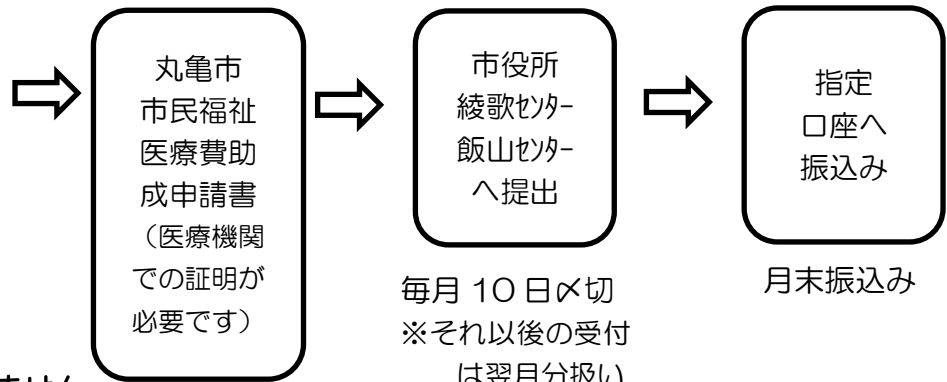 丸亀市
市民福祉
医療費助
成申請書
（医療機関
での証明が
必要です）
市役所
綾歌ｾﾝﾀｰ
飯山ｾﾝﾀｰ
へ提出
毎月 10 日〆切
※それ以後の受付
は翌月分扱い
指定
口座へ
振込み
月末振込み